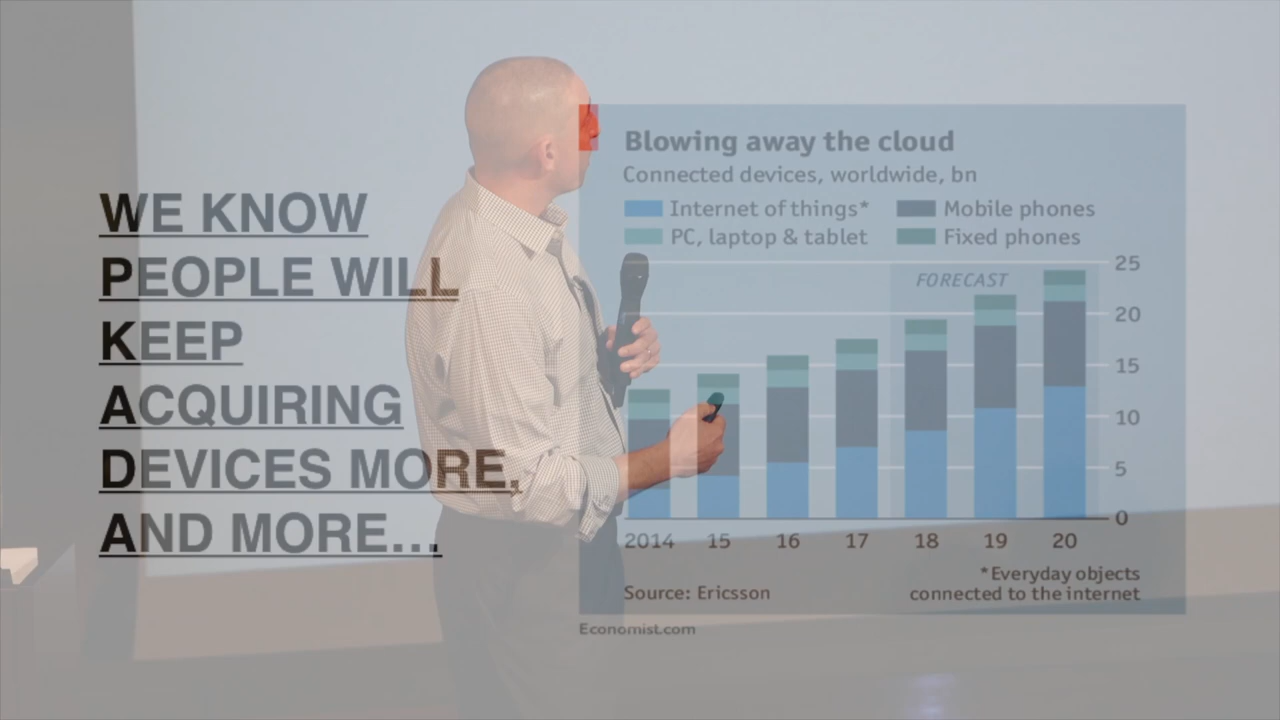 WE KNOW
PEOPLE WILL
KEEP
ACQUIRING
DEVICES MORE,
AND MORE...
Blowing away the cloud
Connected devices, worldwide, bn
Internet of things* Mobile phones
PC, laptop & tablet Fixed phones
25
FORECAST
20
15
10
5
0
2014 15 16 17 18 19 20
*Everyday objects
Source: Ericsson connected to the internet
Economist.com